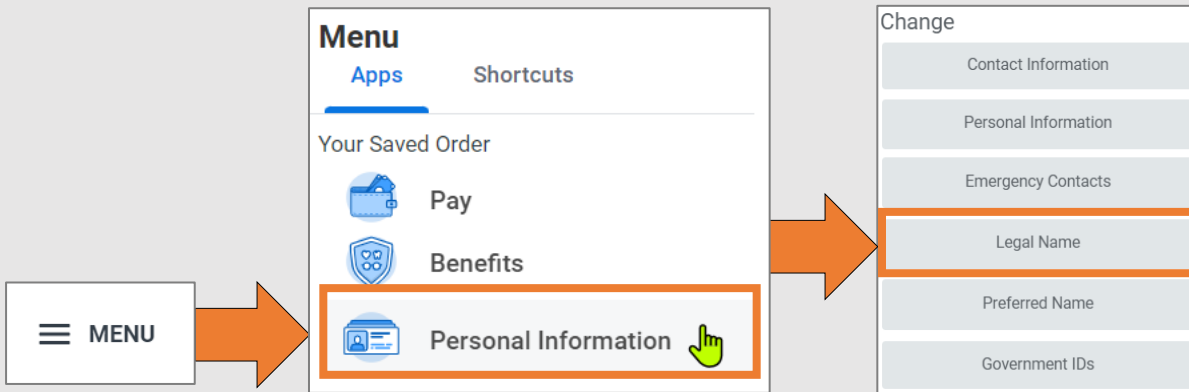 MENU
Menu
Apps Shortcuts
Your Saved Order
Pay
Benefits
Personal Information
Change
Contact Information
Personal Information
Emergency Contacts
Legal Name
Preferred Name
Government IDs